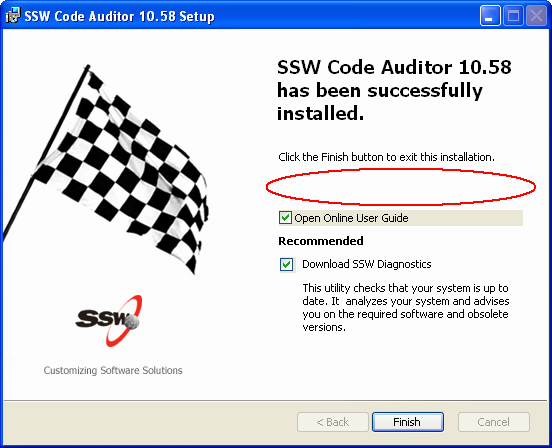 SSW Code Auditor 10.58 Setup
SSW Code Auditor 10.58
has been successfully
installed.
Click the Finish button to exit this installation.
Open Online User Guide
Recommended
Download SSW Diagnostics
This utility checks that your system is up to
date. It analyzes your system and advises
you on the required software and obsolete
versions.
SSW
Customizing Software Solutions
< Back
Finish
Cancel